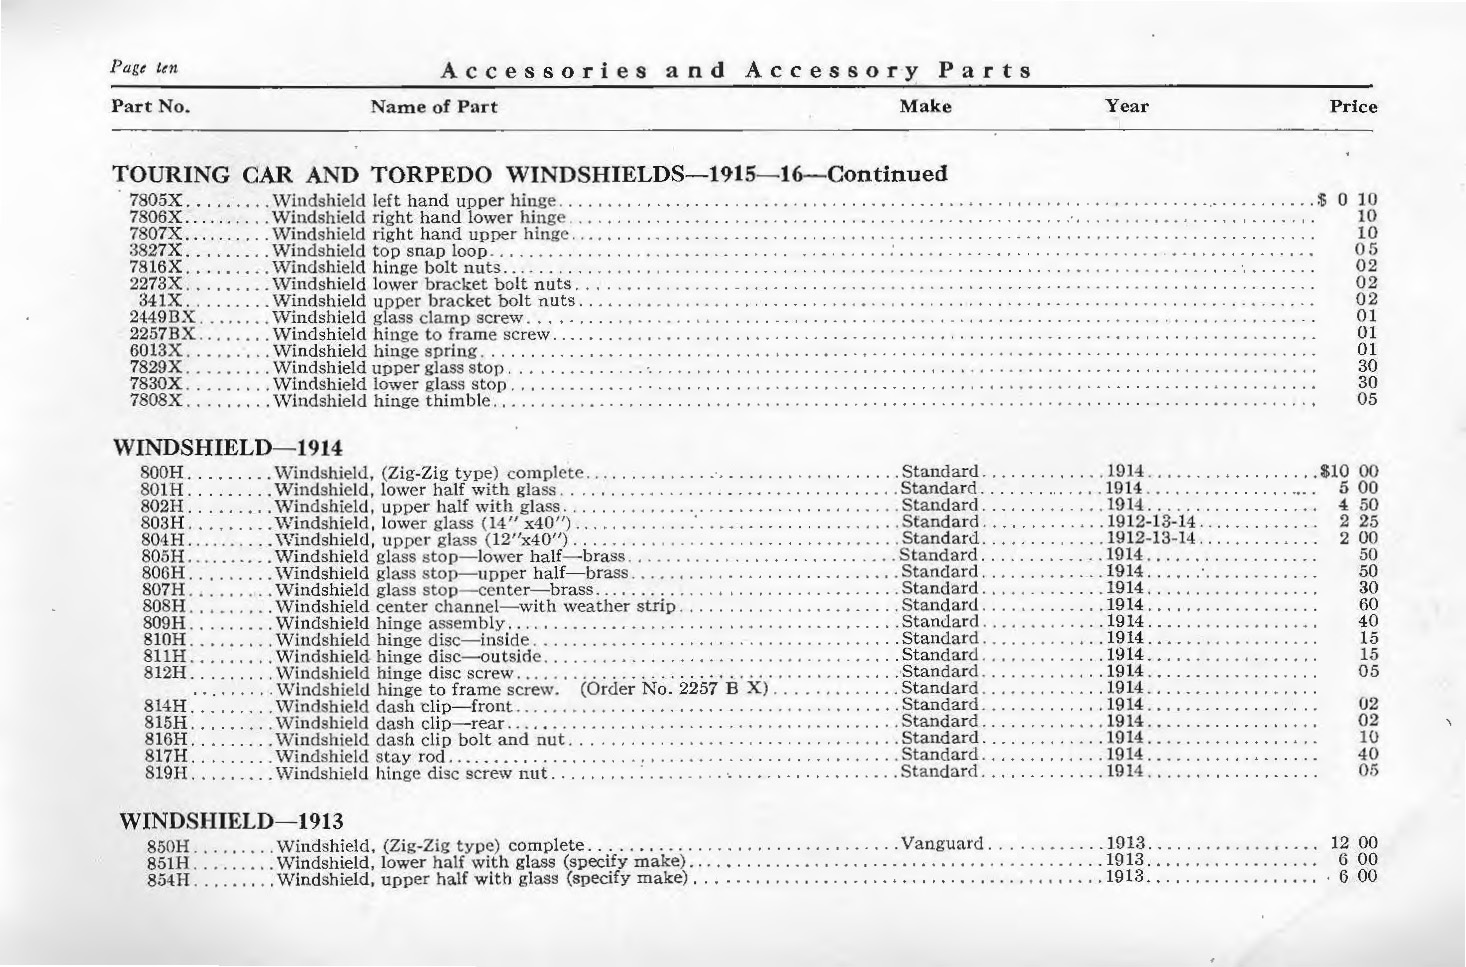 Page ten Accessories and Accessory Parts
Part No. Name of Part Make Year Price
TOURING CAR AND TORPEDO WINDSHIELDS—1915—16—Continued
7805X.........Windshield left hand upper hinge.........$ 0 10
7806X.........Windshield right hand lower hinge......... 10
7807X.........Windshield right hand upper hinge......... 10
3827X.........Windshield top snap loop......... 05
7816X.........Windshield hinge bolt nuts......... 02
2273X.........Windshield lower bracket bolt nuts......... 02
341X.........Windshield upper bracket bolt nuts......... 02
2449BX........Windshield glass clamp screw......... 01
2257BX........Windshield hinge to frame screw......... 01
6013X.........Windshield hinge spring......... 01
7829X.........Windshield upper glass stop......... 30
7830X.........Windshield lower glass stop......... 30
7808X.........Windshield hinge thimble......... 05
WINDSHIELD—1914
800H.........Windshield, (Zig-Zig type) complete.........Standard.........1914.........$10 00
801H.........Windshield, lower half with glass.........Standard.........1914......... 5 00
802H.........Windshield, upper half with glass.........Standard.........1914......... 4 50
803H.........Windshield, lower glass (14″ x40″).........Standard.........1912-13-14......... 2 25
804H.........Windshield, upper glass (12″x40″).........Standard.........1912-13-14......... 2 00
805H.........Windshield glass stop—lower half—brass.........Standard.........1914......... 50
806H.........Windshield glass stop—upper half—brass.........Standard.........1914......... 50
807H.........Windshield glass stop—center—brass.........Standard.........1914......... 30
808H.........Windshield center channel—with weather strip.........Standard.........1914......... 60
809H.........Windshield hinge assembly.........Standard.........1914......... 40
810H.........Windshield hinge disc—inside.........Standard.........1914......... 15
811H.........Windshield hinge disc—outside.........Standard.........1914......... 15
812H.........Windshield hinge disc screw.........Standard.........1914......... 05
.........Windshield hinge to frame screw. (Order No. 2257 B X).........Standard.........1914.........
814H.........Windshield dash clip—front.........Standard.........1914......... 02
815H.........Windshield dash clip—rear.........Standard.........1914......... 02
816H.........Windshield dash clip bolt and nut.........Standard.........1914......... 10
817H.........Windshield stay rod.........Standard.........1914......... 40
819H.........Windshield hinge disc screw nut.........Standard.........1914......... 05
WINDSHIELD—1913
850H.........Windshield, (Zig-Zig type) complete.........Vanguard.........1913......... 12 00
851H.........Windshield, lower half with glass (specify make).........1913......... 6 00
854H.........Windshield, upper half with glass (specify make).........1913......... 6 00